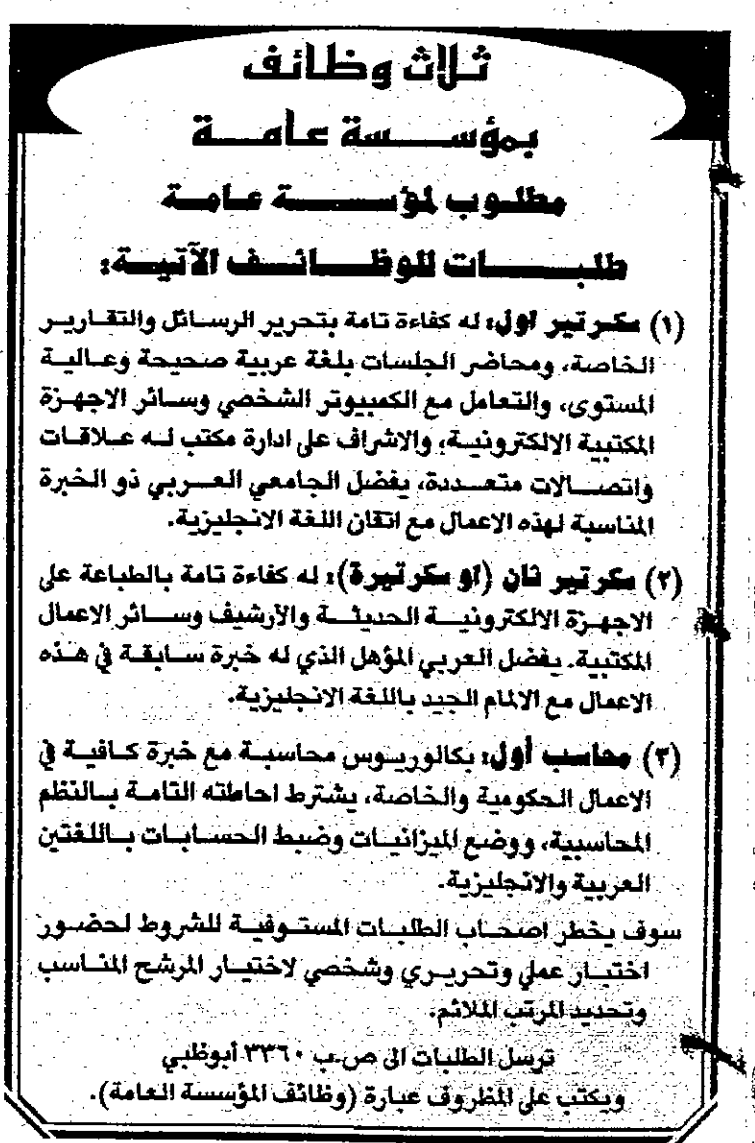 ثلاث وظائف
بمؤسسة عامة
مطلوب لمؤسسة عامة
طلبات للوظائف الآتية:
(١) سكرتير اول: له كفاءة تامة بتحرير الرسائل والتقارير
الخاصة، ومحاضر الجلسات بلغة عربية صحيحة وعالية
المستوى، والتعامل مع الكمبيوتر الشخصي وسائر الاجهزة
المكتبية الالكترونية، والاشراف على ادارة مكتب له علاقات
واتصالات متعددة، يفضل الجامعي العربي ذو الخبرة
المناسبة لهذه الاعمال مع اتقان اللغة الانجليزية.
(٢) سكرتير ثان (او سكرتيرة): له كفاءة تامة بالطباعة على
الاجهزة الالكترونية الحديثة والأرشيف وسائر الاعمال
المكتبية. يفضل العربي المؤهل الذي له خبرة سابقة في هذه
الاعمال مع الالمام الجيد باللغة الانجليزية.
(٣) محاسب أول: بكالوريوس محاسبة مع خبرة كافية في
الاعمال الحكومية والخاصة، يشترط احاطته التامة بالنظم
المحاسبية، ووضع الميزانيات وضبط الحسابات باللغتين
العربية والانجليزية.
سوف يخطر اصحاب الطلبات المستوفية للشروط لحضور
اختبار عملي وتحريري وشخصي لاختيار المرشح المناسب
وتحديد المرتب الملائم.
ترسل الطلبات الى ص.ب ٣٣٦٠ أبوظبي
ويكتب على المظروف عبارة (وظائف المؤسسة العامة).